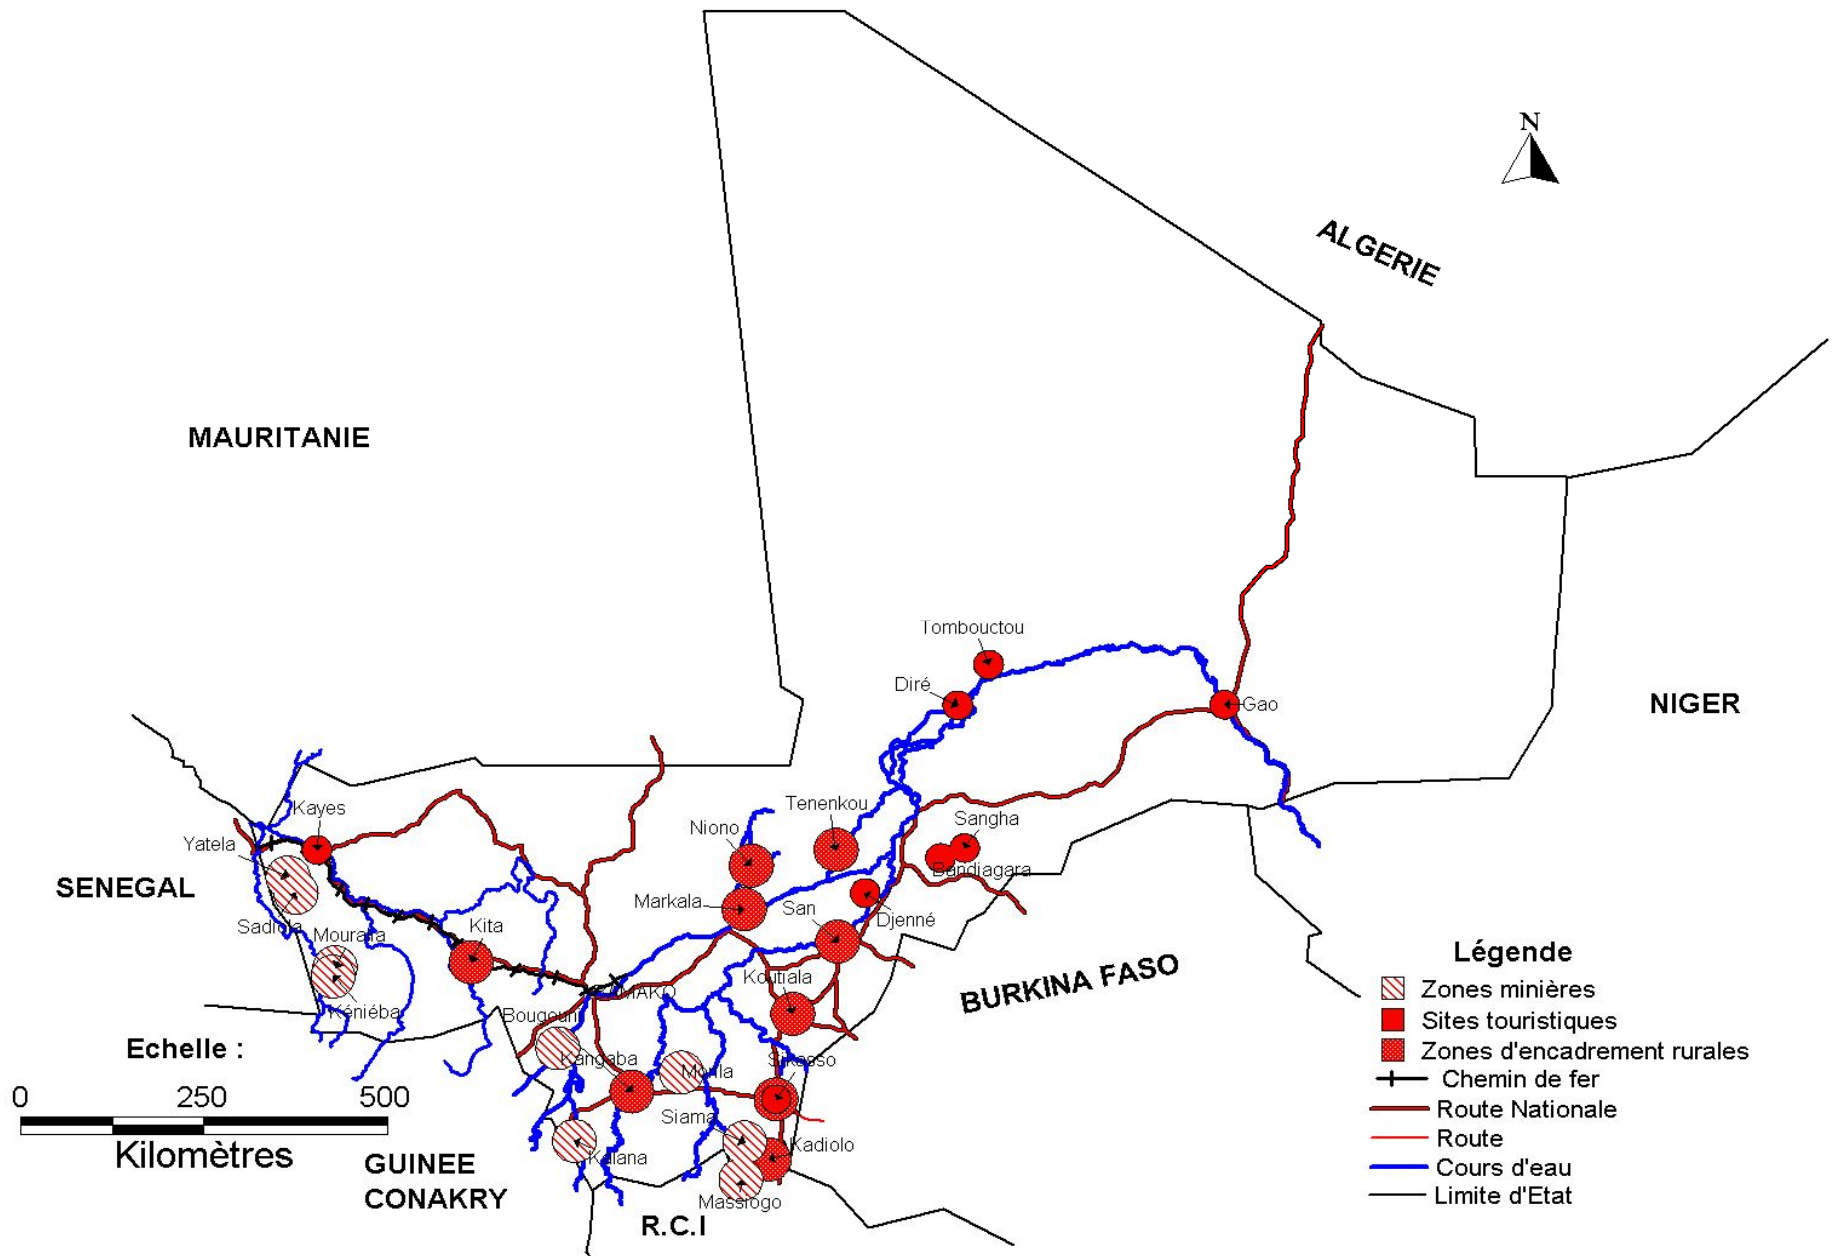 N
ALGERIE
MAURITANIE
Tombouctou
Diré
Gao
NIGER
Kayes
Tenenkou
Niono
Sangha
Yatela
Bandiagara
SENEGAL
Markala
San
Djenné
Sadiola
Kita
Légende
Zones minières
Koutiala
BURKINA FASO
Kéniéba
Bougouni
Sites touristiques
Echelle :
Zones d'encadrement rurales
Kangaba
Sikasso
Morila
Chemin de fer
0 250 500
Route Nationale
Siama
Route
Kilomètres
Kadiolo
GUINEE
CONAKRY
Kalana
Cours d'eau
Limite d'Etat
Massiogo
R.C.I